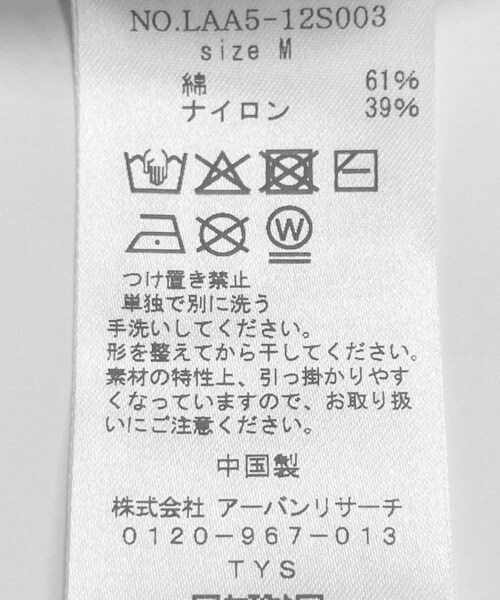 NO.LAA5-12S003
size M
綿 61%
ナイロン 39%
W
つけ置き禁止
単独で別に洗う
手洗いしてください。
形を整えてから干してください。
素材の特性上、引っ掛かりやす
くなっていますので、お取り扱
いにご注意ください。
中国製
株式会社 アーバンリサーチ
0120-967-013
TYS